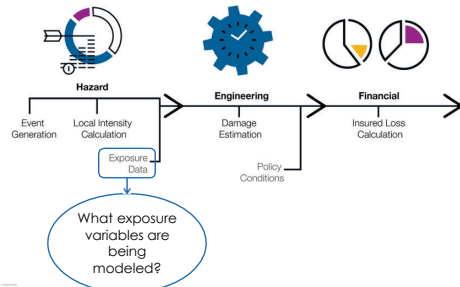 Hazard
Engineering
Financial
Event
Generation
Local Intensity
Calculation
Damage
Estimation
Insured Loss
Calculation
Exposure
Data
Policy
Conditions
What exposure
variables are
being
modeled?